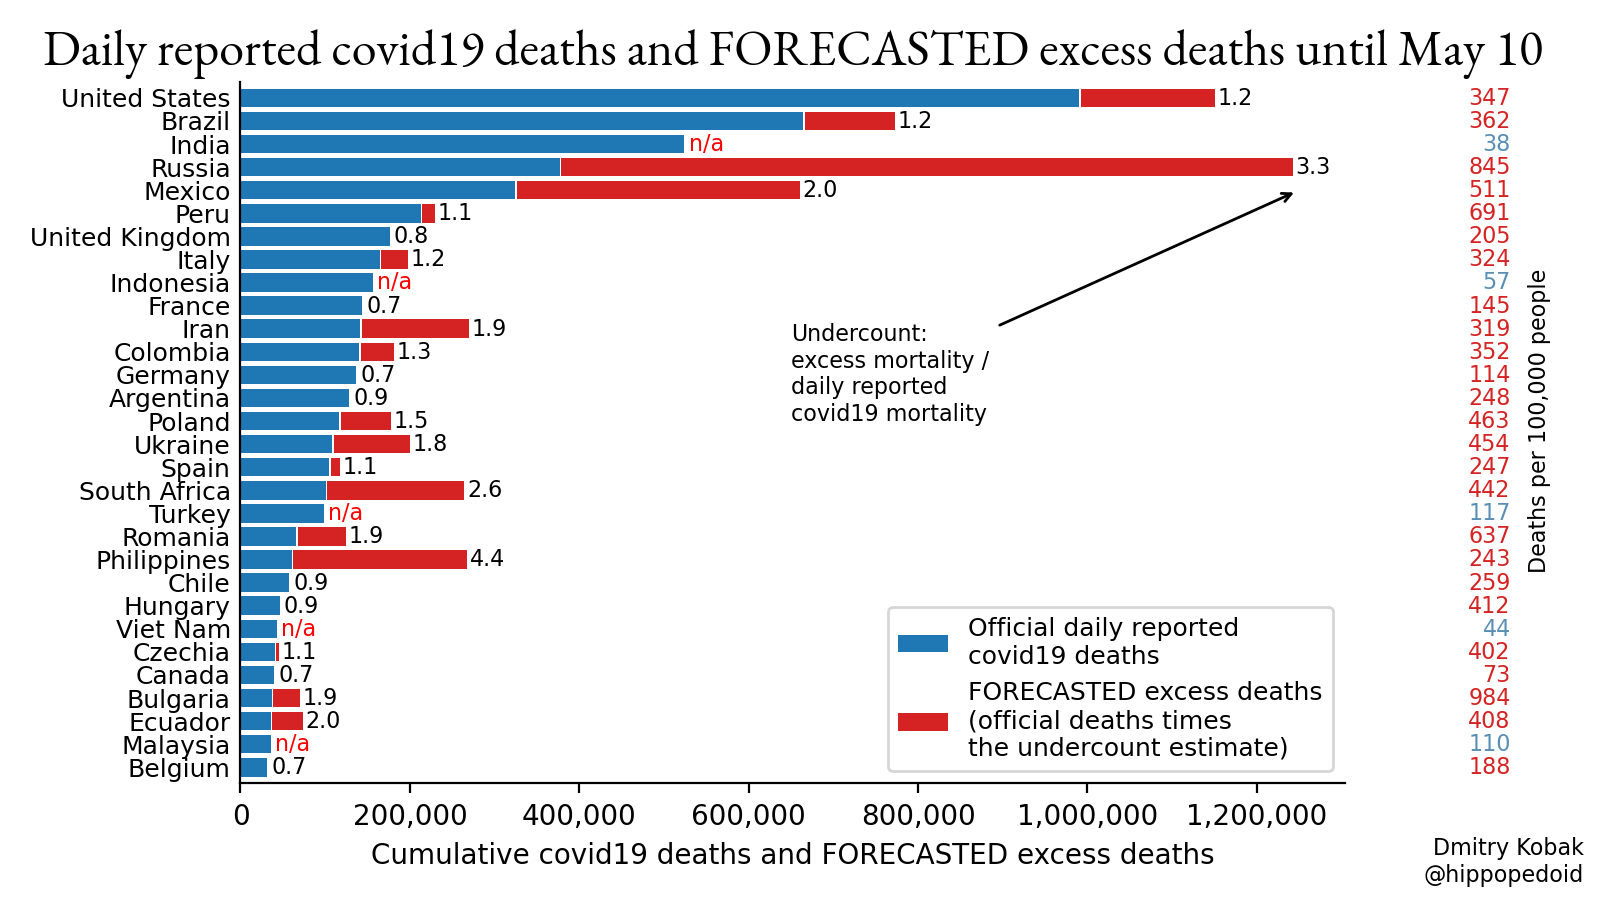 Daily reported covid19 deaths and FORECASTED excess deaths until May 10
United States 1.2 347
Brazil 1.2 362
India n/a 38
Russia 3.3 845
Mexico 2.0 511
Peru 1.1 691
United Kingdom 0.8 205
Italy 1.2 324
Indonesia n/a 57
France 0.7 145
Iran 1.9 319
Colombia 1.3 352
Germany 0.7 114
Argentina 0.9 248
Poland 1.5 463
Ukraine 1.8 454
Spain 1.1 247
South Africa 2.6 442
Turkey n/a 117
Romania 1.9 637
Philippines 4.4 243
Chile 0.9 259
Hungary 0.9 412
Viet Nam n/a 44
Czechia 1.1 402
Canada 0.7 73
Bulgaria 1.9 984
Ecuador 2.0 408
Malaysia n/a 110
Belgium 0.7 188
Undercount:
excess mortality /
daily reported
covid19 mortality
Deaths per 100,000 people
Official daily reported
covid19 deaths
FORECASTED excess deaths
(official deaths times
the undercount estimate)
0 200,000 400,000 600,000 800,000 1,000,000 1,200,000
Cumulative covid19 deaths and FORECASTED excess deaths
Dmitry Kobak
@hippopedoid